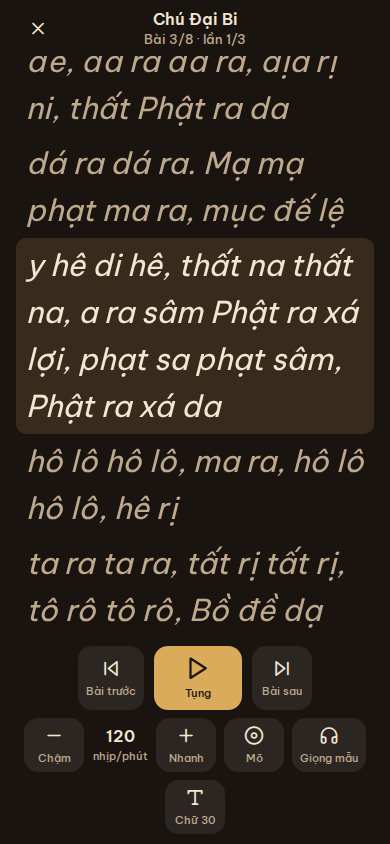 Chú Đại Bi
Bài 3/8 · lần 1/3
ni, thất Phật ra da
dá ra dá ra. Mạ mạ
phạt ma ra, mục đế lệ
y hê di hê, thất na thất
na, a ra sâm Phật ra xá
lợi, phạt sa phạt sâm,
Phật ra xá da
hô lô hô lô, ma ra, hô lô
hô lô, hê rị
ta ra ta ra, tất rị tất rị,
tô rô tô rô, Bồ đề dạ
Bài trước
Tụng
Bài sau
Chậm
120
nhịp/phút
Nhanh
Mõ
Giọng mẫu
Chữ 30